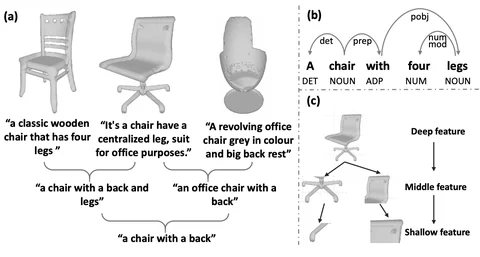 (a)
"a classic wooden
chair that has four
legs"
"It's a chair have a
centralized leg, suit
for office purposes."
"A revolving office
chair grey in colour
and big back rest"
"a chair with a back and
legs"
"an office chair with a
back"
"a chair with a back"
(b)
det
prep
pobj
num
mod
A chair with four legs
DET NOUN ADP NUM NOUN
(c)
Deep feature
Middle feature
Shallow feature